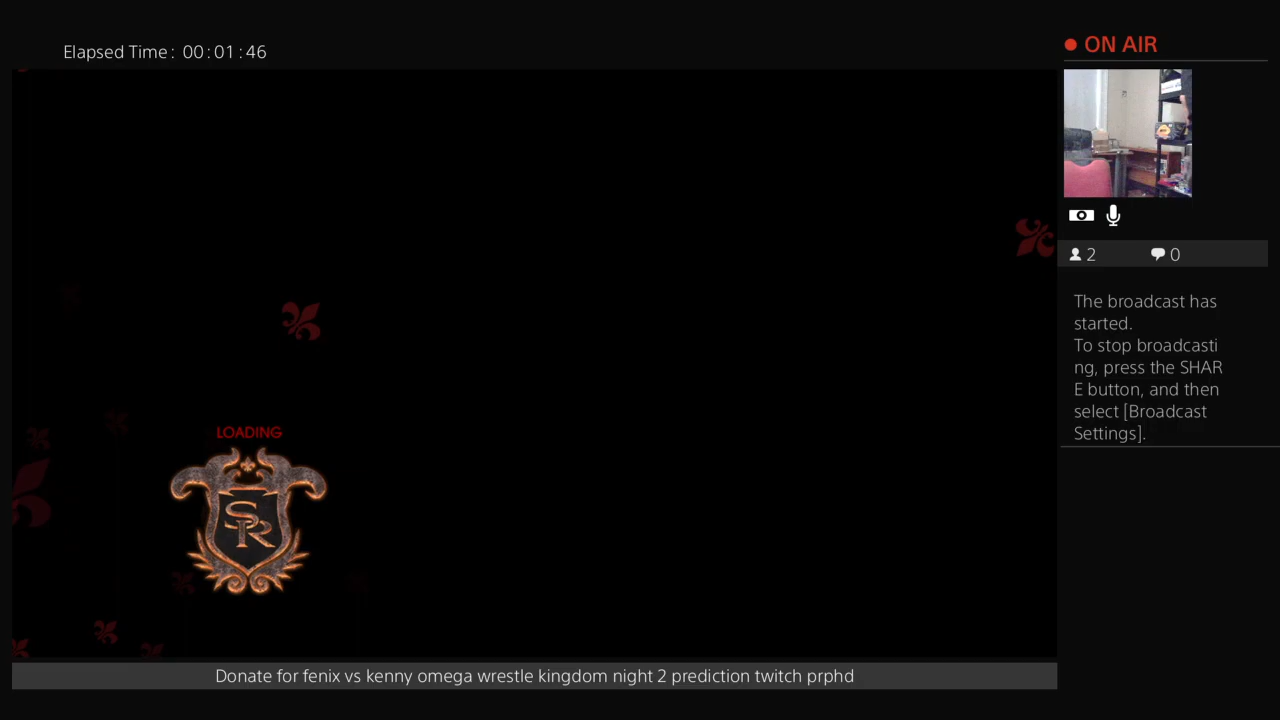 Elapsed Time: 00:01:46
ON AIR
2
0
The broadcast has
started.
To stop broadcasti
ng, press the SHAR
E button, and then
select [Broadcast
Settings].
LOADING
SR
Donate for fenix vs kenny omega wrestle kingdom night 2 prediction twitch prphd